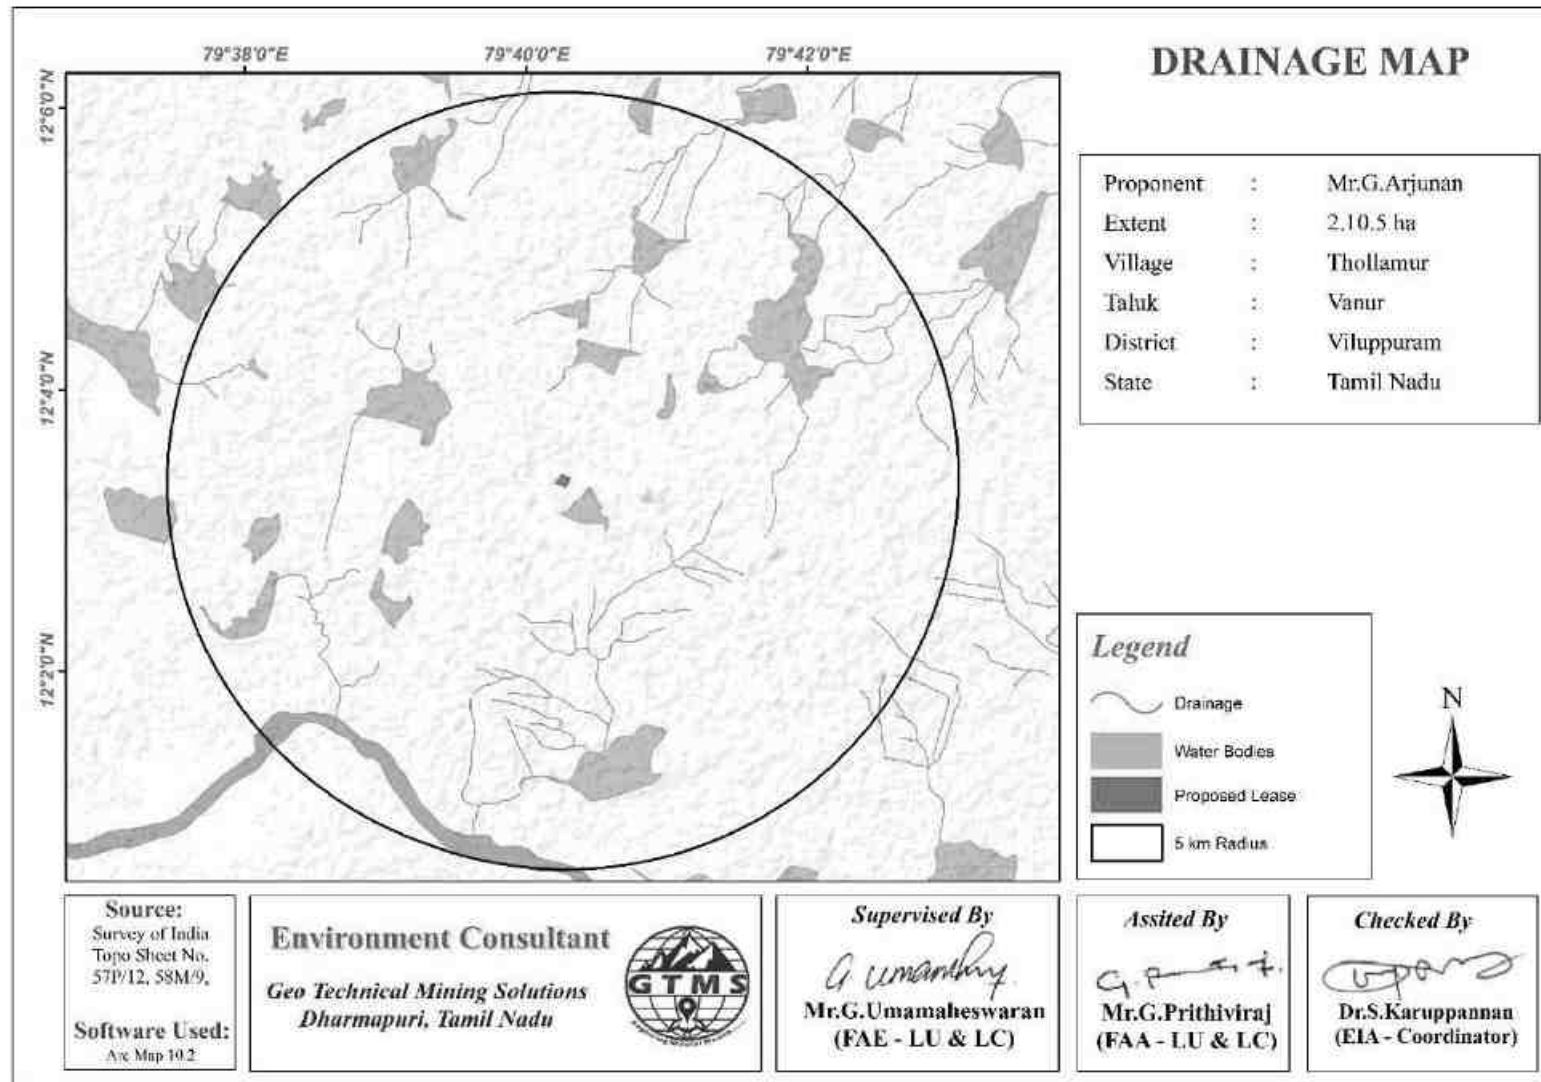 DRAINAGE MAP
79°38'0"E
79°40'0"E
79°42'0"E
12°6'0"N
12°4'0"N
12°2'0"N
Proponent : Mr.G.Arjunan
Extent : 2.10.5 ha
Village : Thollamur
Taluk : Vanur
District : Viluppuram
State : Tamil Nadu
Legend
Drainage
Water Bodies
Proposed Lease
5 km Radius
N
Source:
Survey of India
Topo Sheet No.
57P/12, 58M/9,
Software Used:
Arc Map 10.2
Environment Consultant
Geo Technical Mining Solutions
Dharmapuri, Tamil Nadu
GTMS
Supervised By
Mr.G.Umamaheswaran
(FAE - LU & LC)
Assited By
Mr.G.Prithiviraj
(FAA - LU & LC)
Checked By
Dr.S.Karuppannan
(EIA - Coordinator)